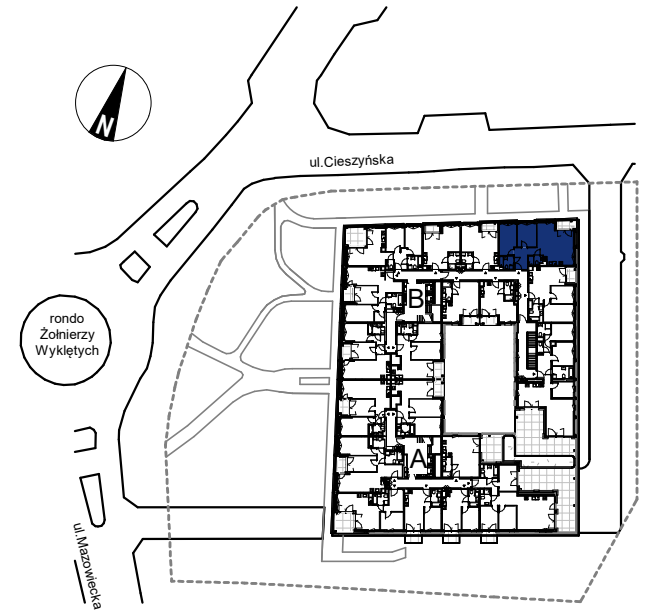 N
ul.Cieszyńska
B
rondo
Żołnierzy
Wyklętych
A
ul.Mazowiecka